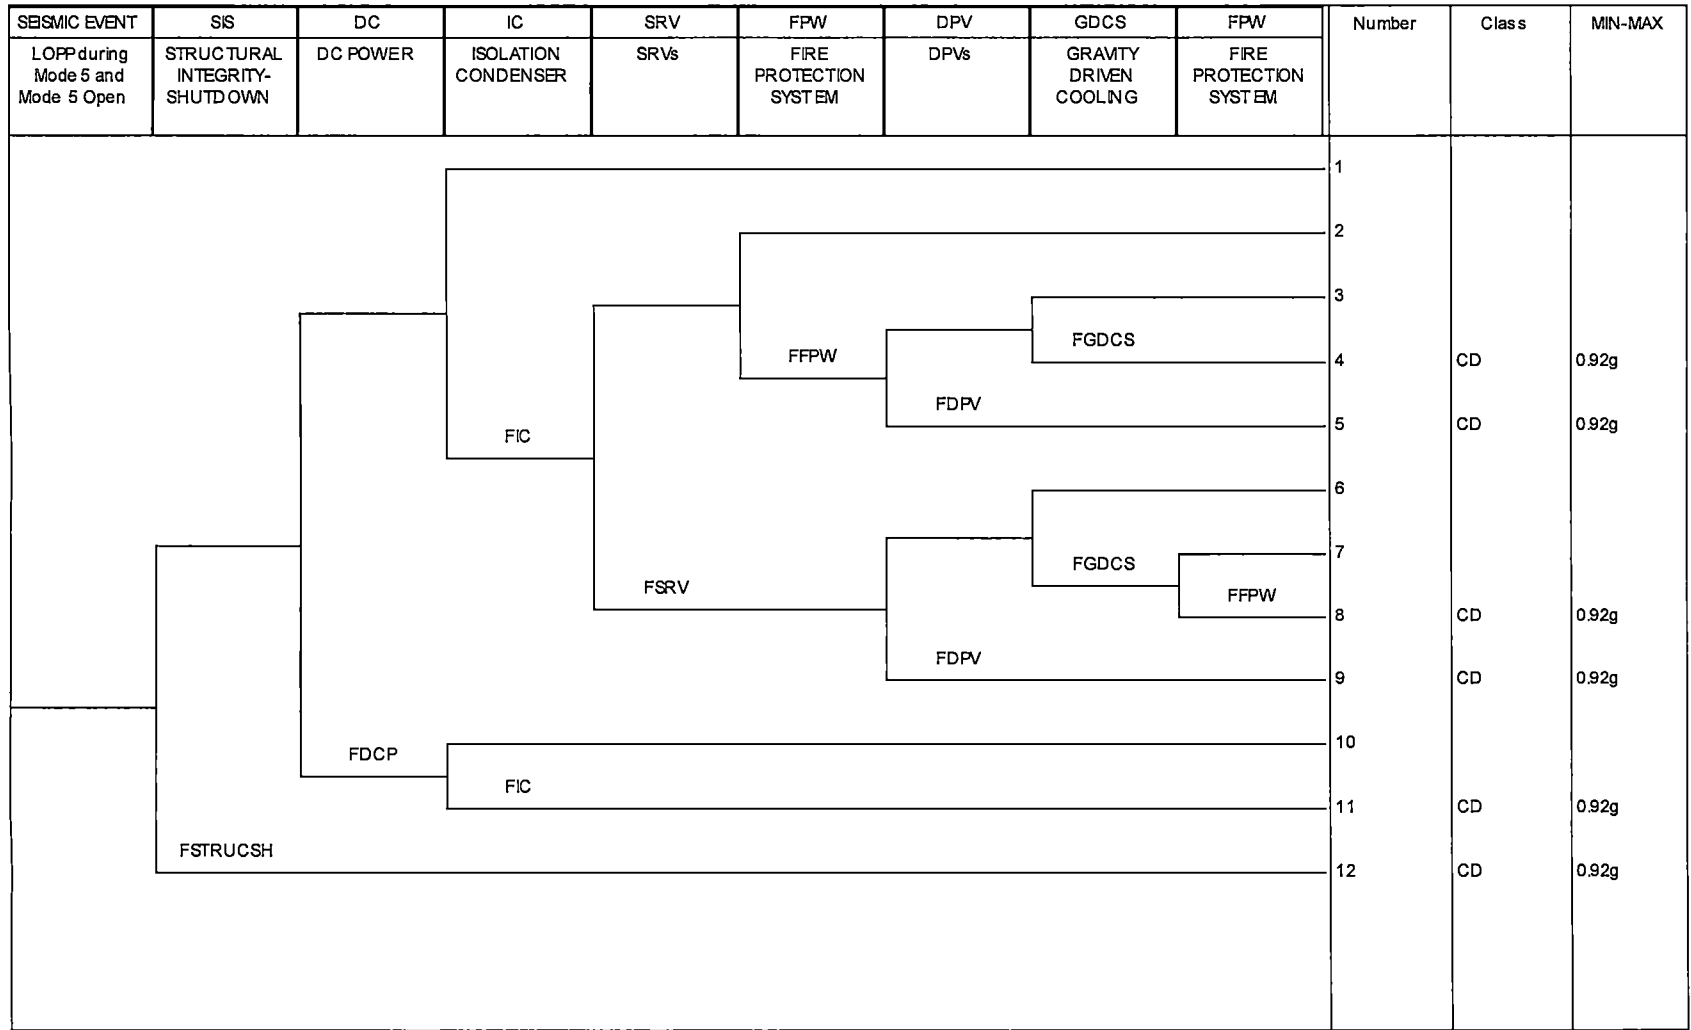 SEISMIC EVENT SIS DC IC SRV FPW DPV GDCS FPW Number Class MIN-MAX
LOPP during STRUCTURAL DC POWER ISOLATION SRVs FIRE DPVs GRAVITY FIRE
Mode 5 and INTEGRITY- CONDENSER PROTECTION DRIVEN PROTECTION
Mode 5 Open SHUTDOWN SYSTEM COOLING SYSTEM
1
2
3
FGDCS
FFPW
4 CD 0.92g
FDPV
5 CD 0.92g
FIC
6
7
FGDCS
FSRV
FFPW
8 CD 0.92g
FDPV
9 CD 0.92g
10
FDCP
FIC
11 CD 0.92g
FSTRUCSH
12 CD 0.92g